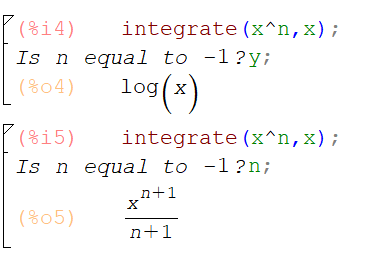 (%i4) integrate(x^n,x);
Is n equal to -1?y;
(%o4) log(x)
(%i5) integrate(x^n,x);
Is n equal to -1?n;
(%o5) x^{n+1}/n+1